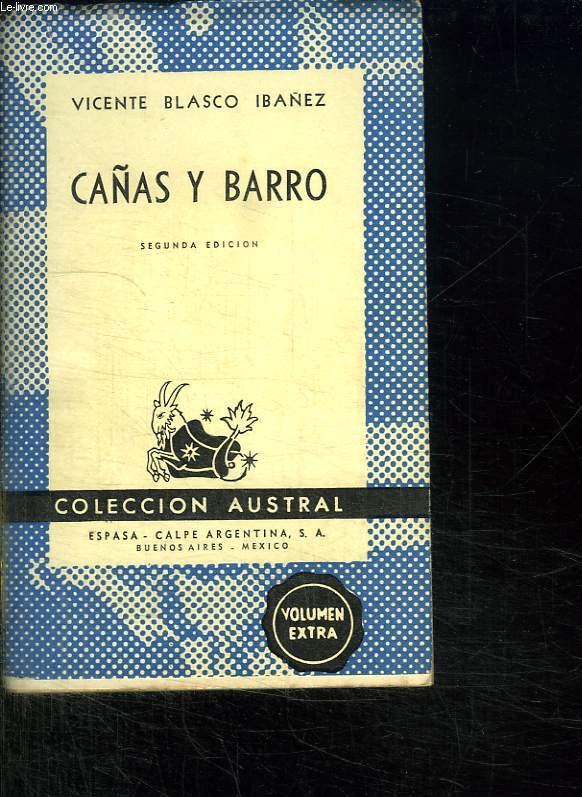 © Le-livre.com
VICENTE BLASCO IBAÑEZ
CAÑAS Y BARRO
SEGUNDA EDICION
COLECCION AUSTRAL
ESPASA - CALPE ARGENTINA, S. A.
BUENOS AIRES - MEXICO
VOLUMEN
EXTRA